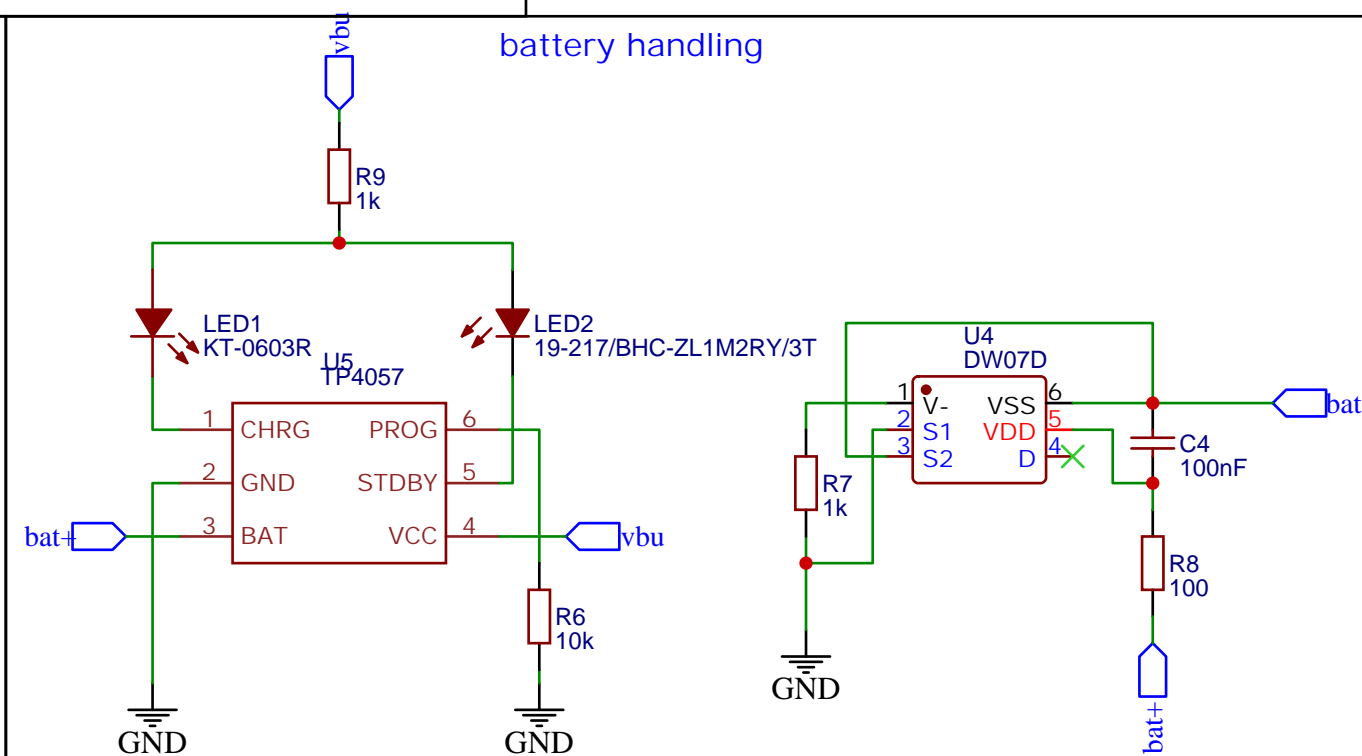 battery handling
vbu
R9
1k
LED1
KT-0603R
LED2
19-217/BHC-ZL1M2RY/3T
U5
TP4057
1
CHRG
PROG
6
2
GND
STDBY
5
3
BAT
VCC
4
bat+
vbu
R6
10k
GND
GND
U4
DW07D
1
V-
VSS
6
2
S1
VDD
5
3
S2
D
4
bat
C4
100nF
R7
1k
R8
100
GND
bat+